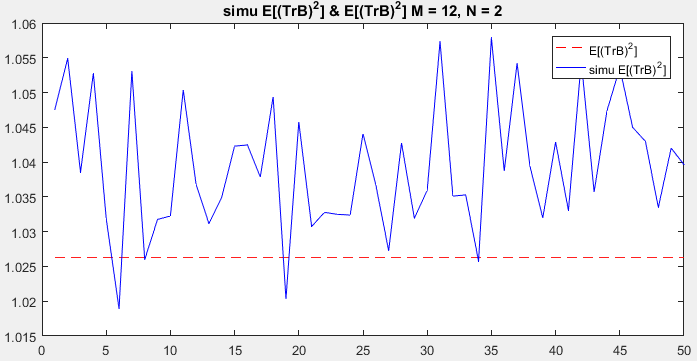 simu E[(TrB)²] & E[(TrB)²] M = 12, N = 2
1.06
E[(TrB)²]
simu E[(TrB)²]
1.055
1.05
1.045
1.04
1.035
1.03
1.025
1.02
1.015
0 5 10 15 20 25 30 35 40 45 50